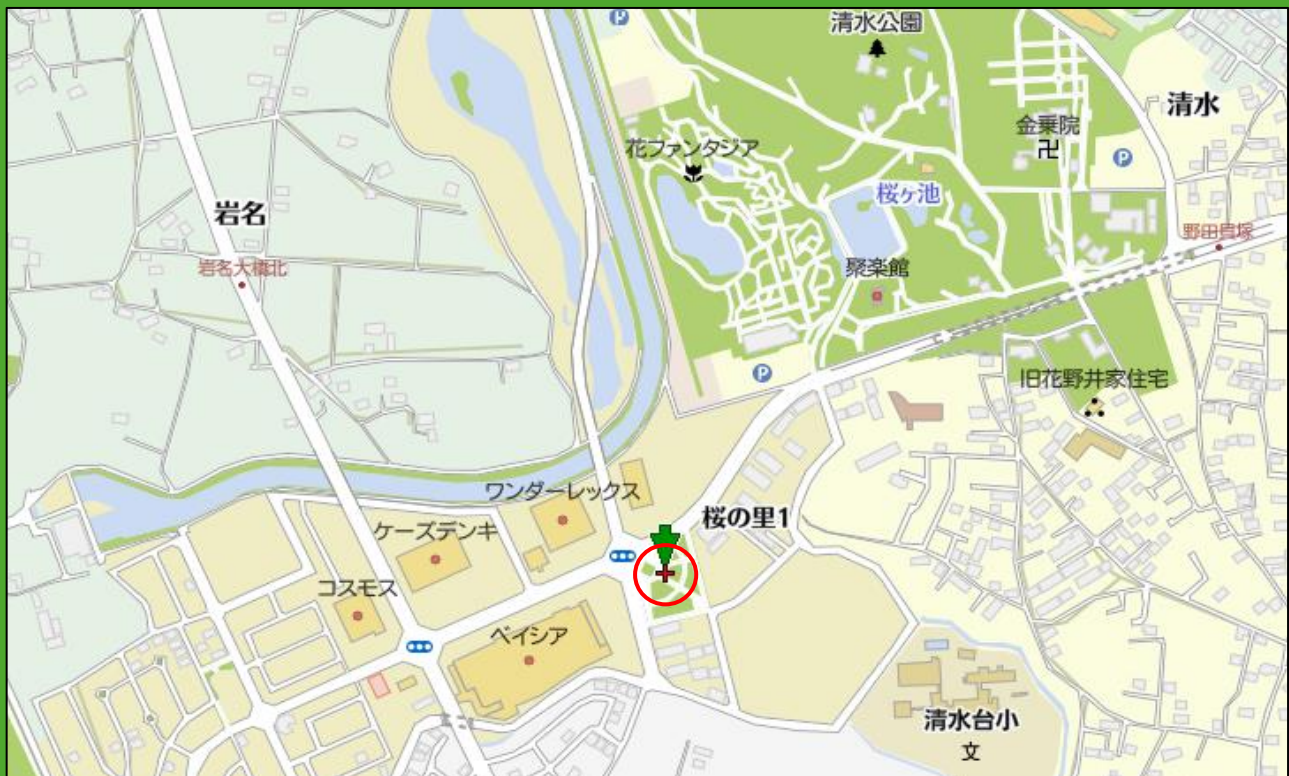 P
清水公園
清水
金乗院
卍
P
花ファンタジア
桜ヶ池
岩名
野田貝塚
岩名大橋北
聚楽館
P
旧花野井家住宅
ワンダーレックス
桜の里1
ケーズデンキ
コスモス
ベイシア
清水台小
文